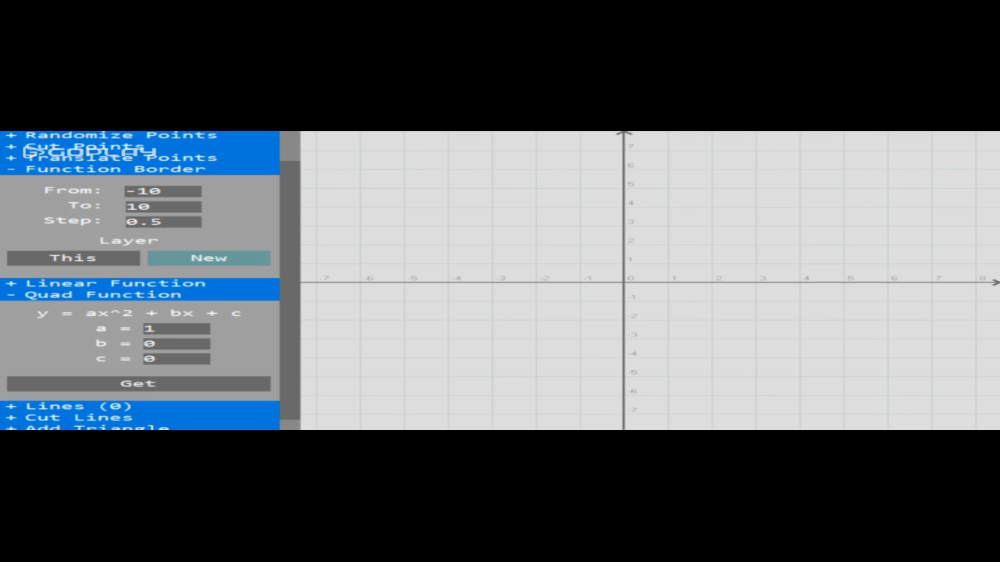 + Randomize Points
+ Cut Points
GOPLAY
+ Translate Points
- Function Border
From: -10
To: 10
Step: 0.5
Layer
This New
+ Linear Function
- Quad Function
y = ax^2 + bx + c
a = 1
b = 0
c = 0
Get
+ Lines (0)
+ Cut Lines
+ Add Triangle
7
6
5
4
3
2
1
-7 -6 -5 -4 -3 -2 -1 0 1 2 3 4 5 6 7 8
-1
-2
-3
-4
-5
-6
-7